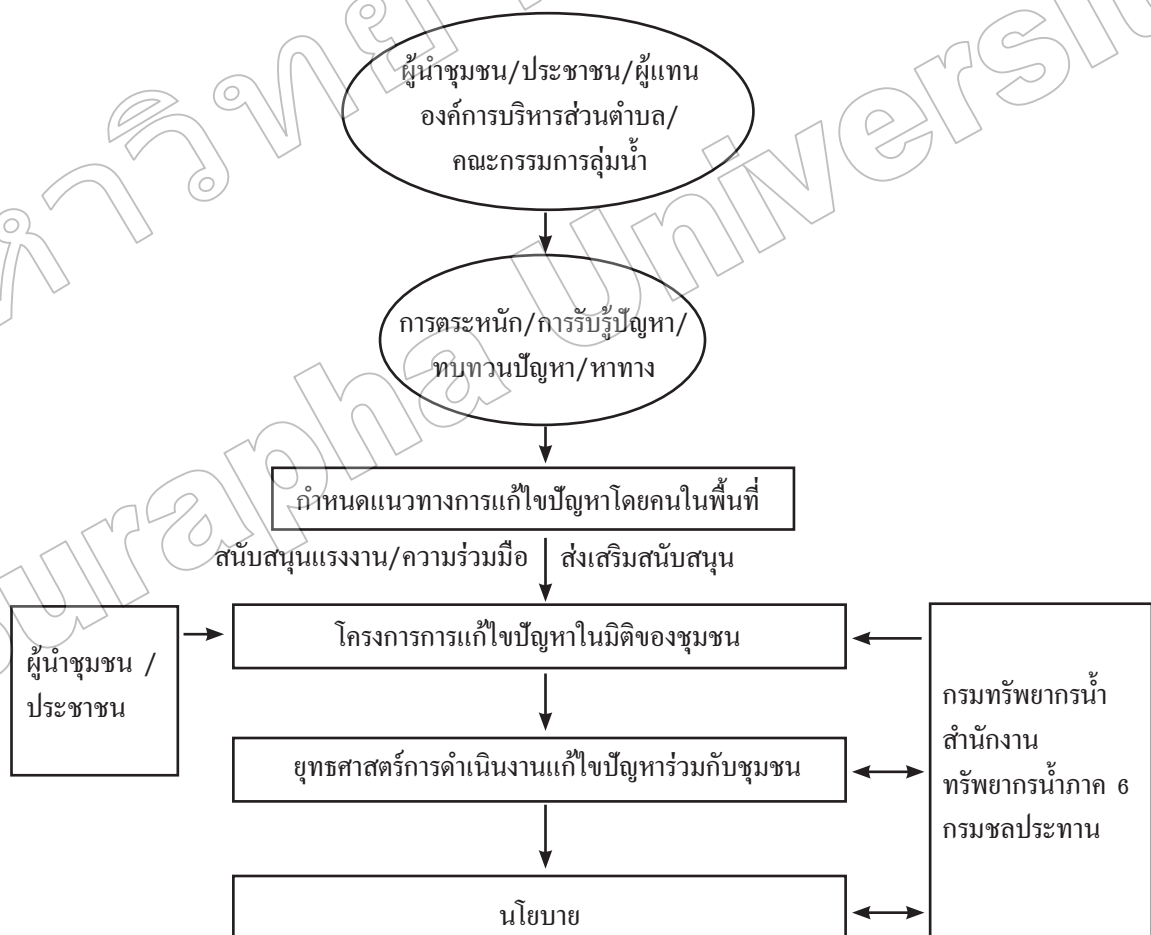 ผู้นำชุมชน/ประชาชน/ผู้แทน
องค์การบริหารส่วนตำบล/
คณะกรรมการลุ่มน้ำ
การตระหนัก/การรับรู้ปัญหา/
ทบทวนปัญหา/หาทาง
กำหนดแนวทางการแก้ไขปัญหาโดยคนในพื้นที่
สนับสนุนแรงงาน/ความร่วมมือ ส่งเสริมสนับสนุน
โครงการการแก้ไขปัญหาในมิติของชุมชน
ผู้นำชุมชน /
ประชาชน
กรมทรัพยากรน้ำ
สำนักงาน
ทรัพยากรน้ำภาค 6
กรมชลประทาน
ยุทธศาสตร์การดำเนินงานแก้ไขปัญหาร่วมกับชุมชน
นโยบาย
Burapha University